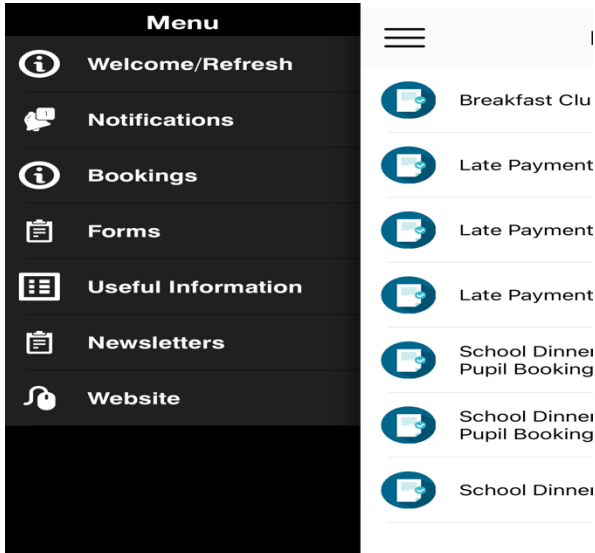 Menu
Welcome/Refresh
Notifications
Bookings
Forms
Useful Information
Newsletters
Website
Breakfast Clu
Late Payment
Late Payment
Late Payment
School Dinner
Pupil Booking
School Dinner
Pupil Booking
School Dinner